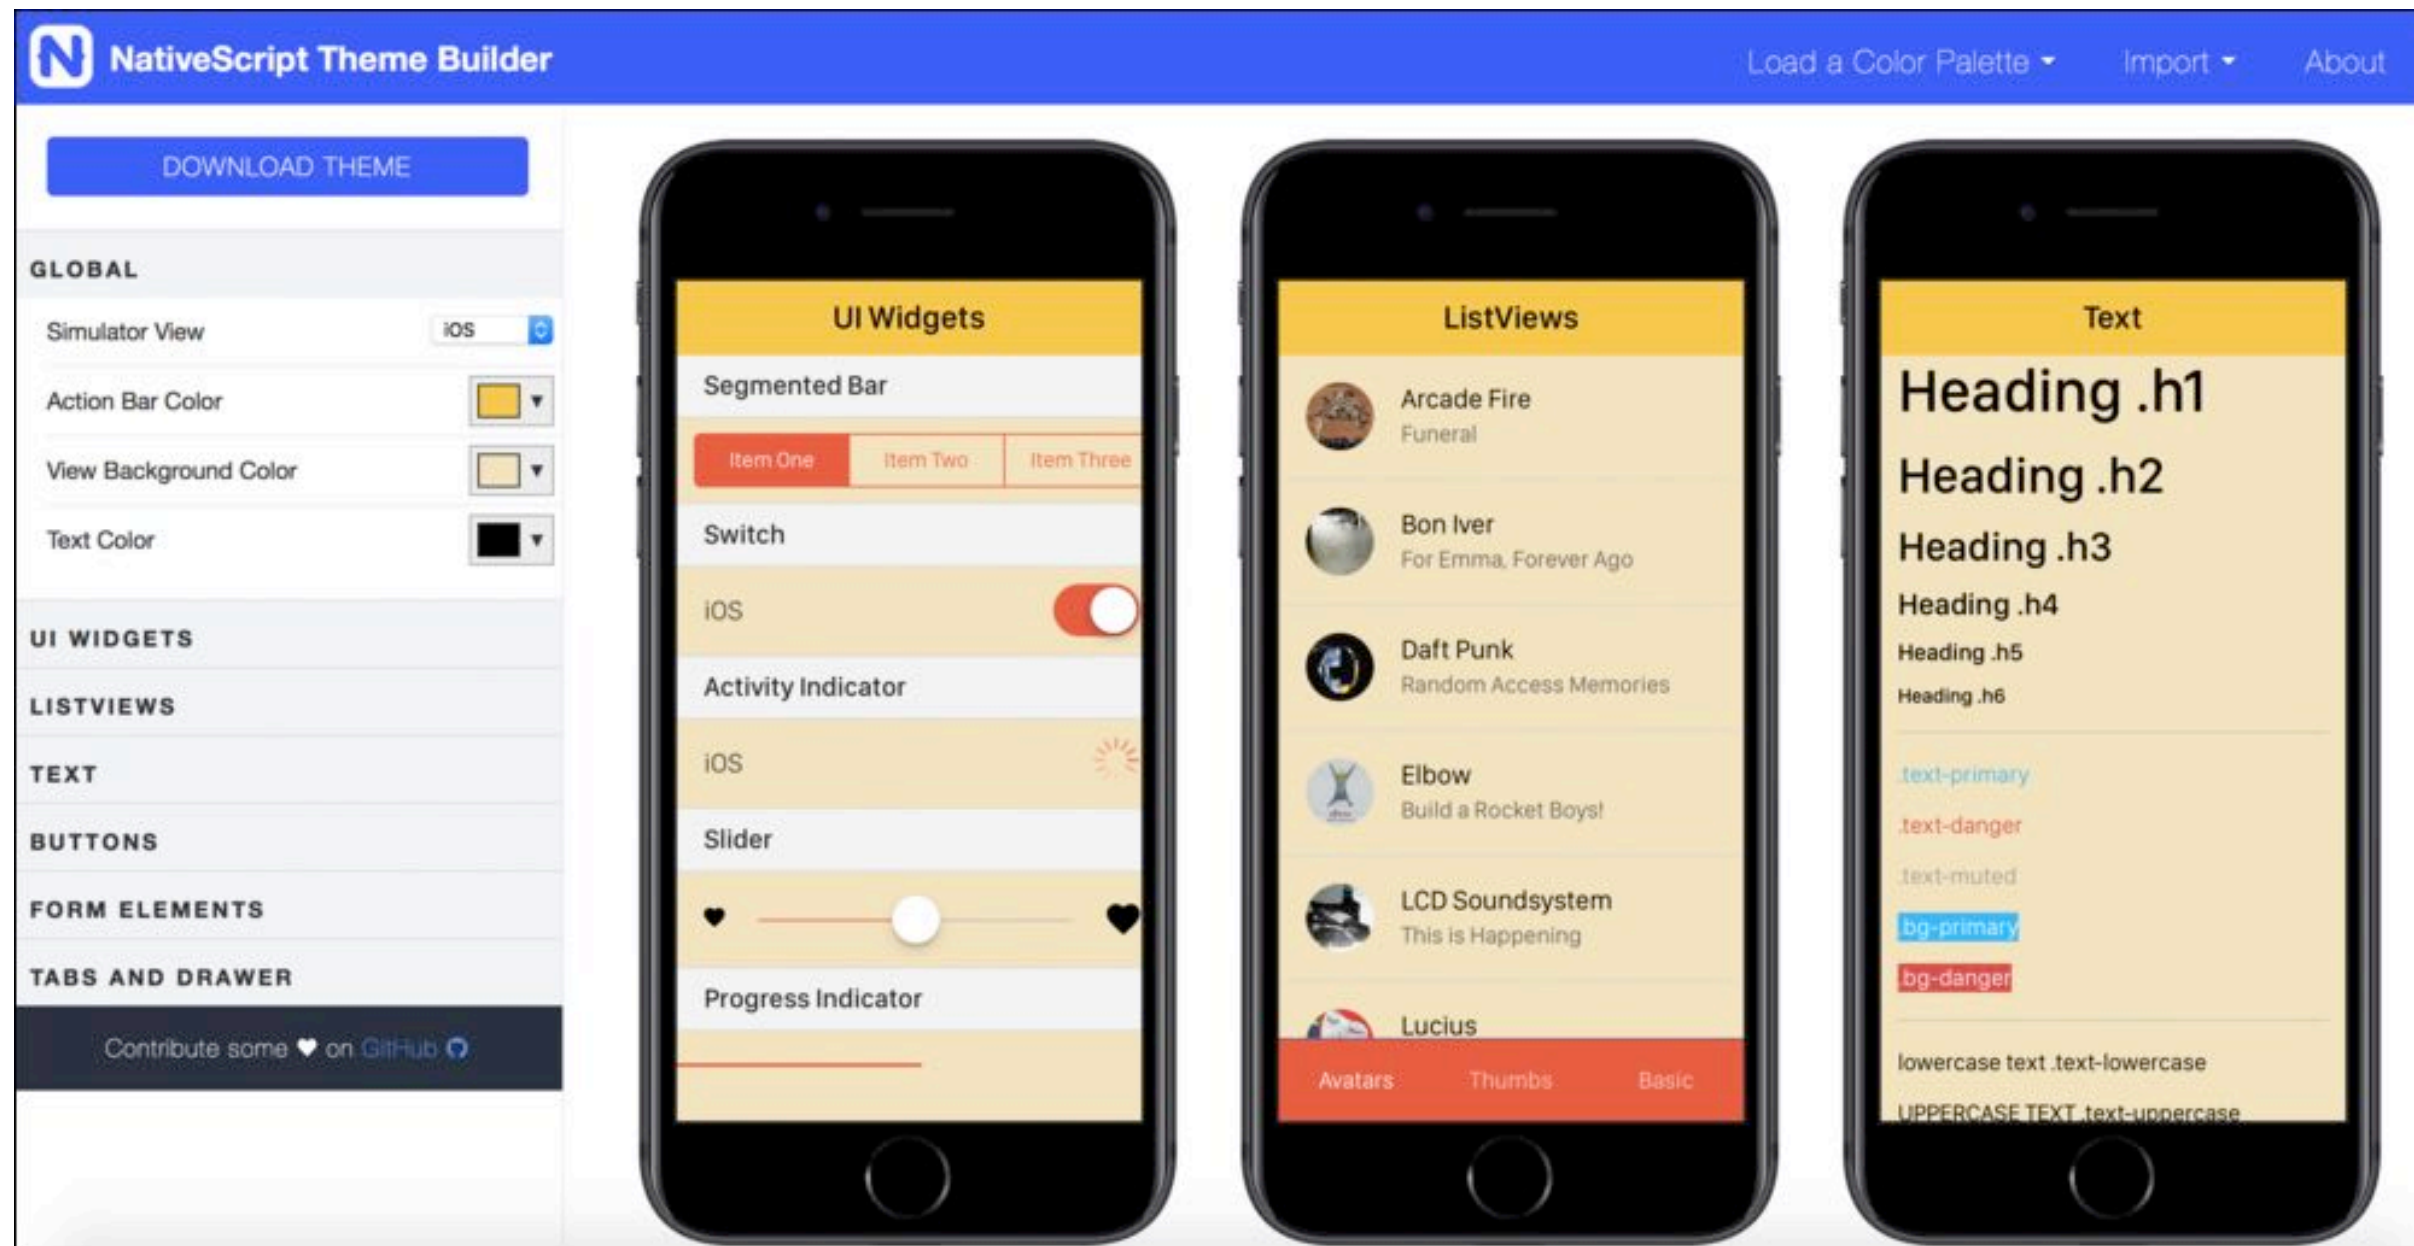 NativeScript Theme Builder
Load a Color Palette
Import
About
DOWNLOAD THEME
GLOBAL
Simulator View
iOS
Action Bar Color
View Background Color
Text Color
UI WIDGETS
LISTVIEWS
TEXT
BUTTONS
FORM ELEMENTS
TABS AND DRAWER
Contribute some ♥ on GitHub
UI Widgets
Segmented Bar
Item One Item Two Item Three
Switch
iOS
Activity Indicator
iOS
Slider
Progress Indicator
ListViews
Arcade Fire
Funeral
Bon Iver
For Emma, Forever Ago
Daft Punk
Random Access Memories
Elbow
Build a Rocket Boys!
LCD Soundsystem
This is Happening
Lucius
Avatars Thumbs Basic
Text
Heading .h1
Heading .h2
Heading .h3
Heading .h4
Heading .h5
Heading .h6
.text-primary
.text-danger
.text-muted
.bg-primary
.bg-danger
lowercase text .text-lowercase
UPPERCASE TEXT .text-uppercase